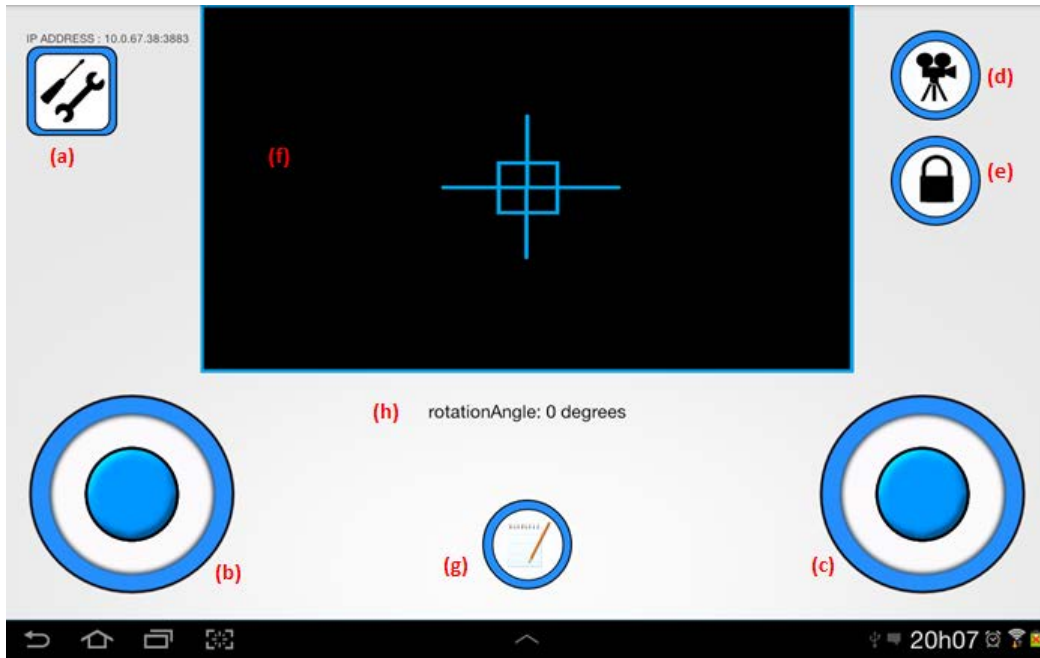 IP ADDRESS : 10.0.67.38:3883
(a)
(d)
(e)
(f)
(h) rotationAngle: 0 degrees
(b)
(g)
(c)
20h07